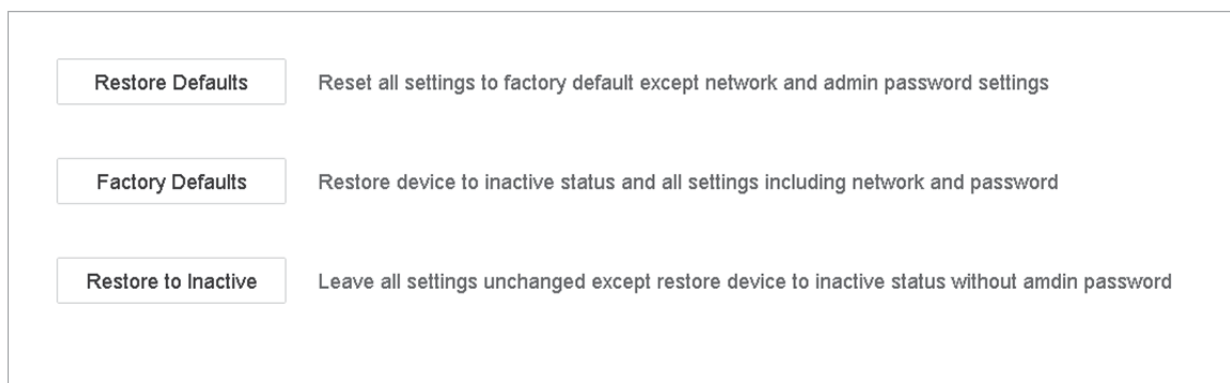 Restore Defaults Reset all settings to factory default except network and admin password settings
Factory Defaults Restore device to inactive status and all settings including network and password
Restore to Inactive Leave all settings unchanged except restore device to inactive status without amdin password